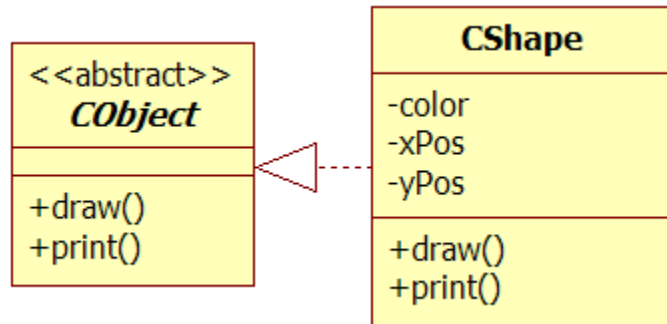 <<abstract>>
CObject
+draw()
+print()
CShape
-color
-xPos
-yPos
+draw()
+print()